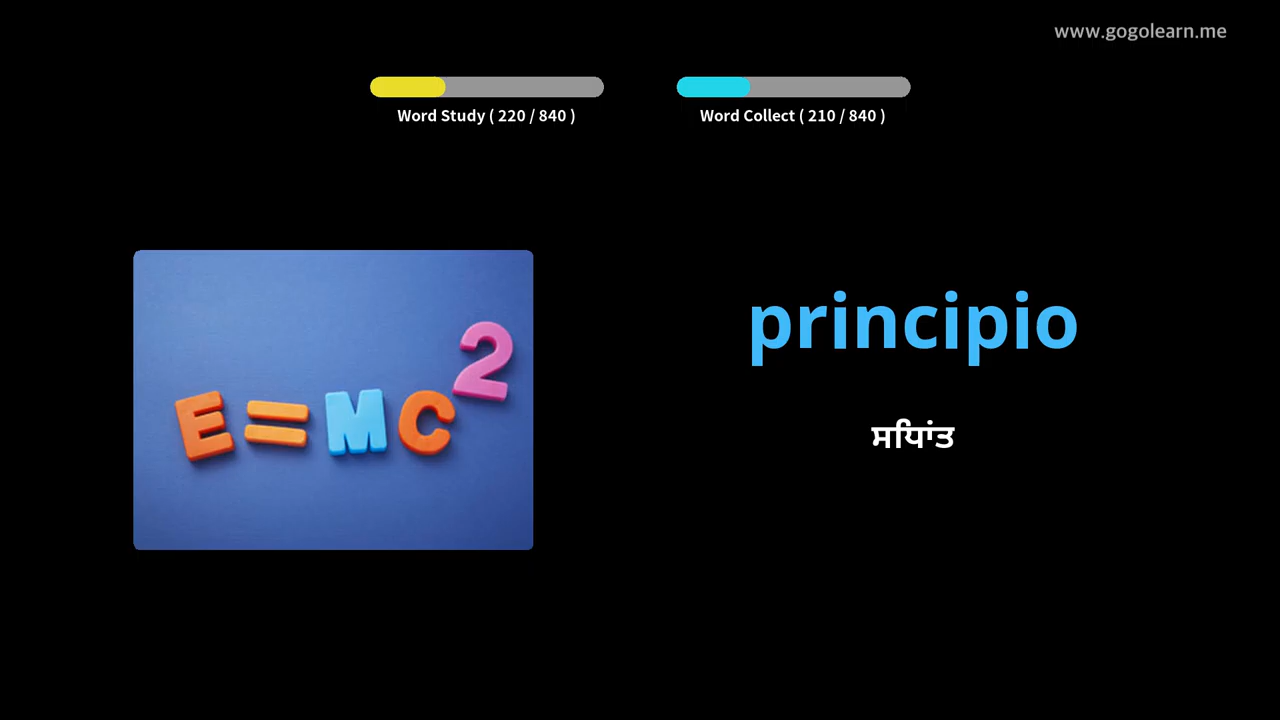 www.gogolearn.me
Word Study ( 220 / 840 )
Word Collect ( 210 / 840 )
E=MC²
principio
ਸਧਿਾਂਤ